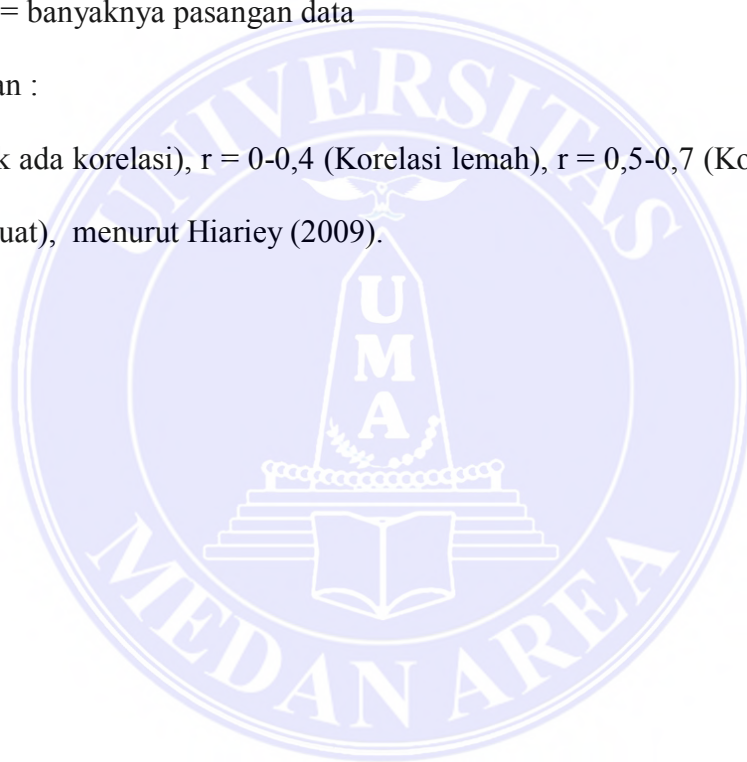 = banyaknya pasangan data
an :
k ada korelasi), r = 0-0,4 (Korelasi lemah), r = 0,5-0,7 (Ko
uat), menurut Hiariey (2009).
UNIVERSITAS
UMA
MEDAN AREA